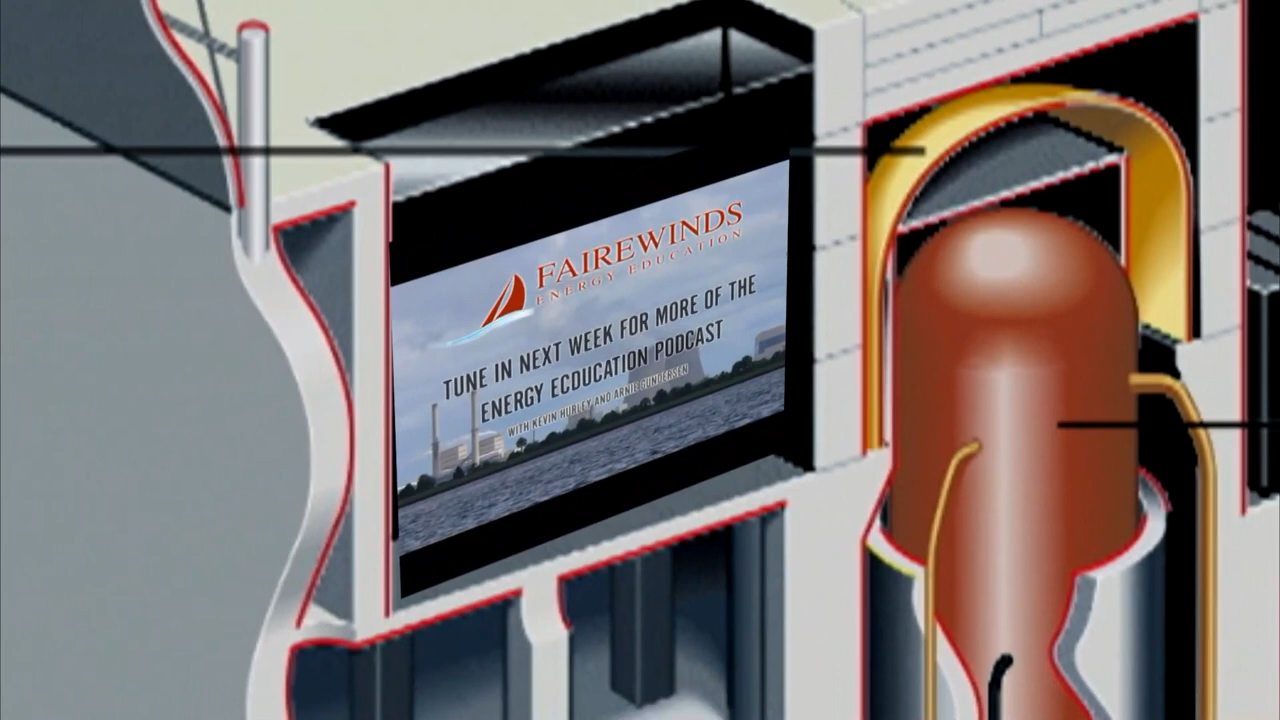 FAIREWINDS
ENERGY EDUCATION
TUNE IN NEXT WEEK FOR MORE OF THE
ENERGY ECDUCATION PODCAST
WITH KEVIN HURLEY AND ARNIE GUNDERSEN